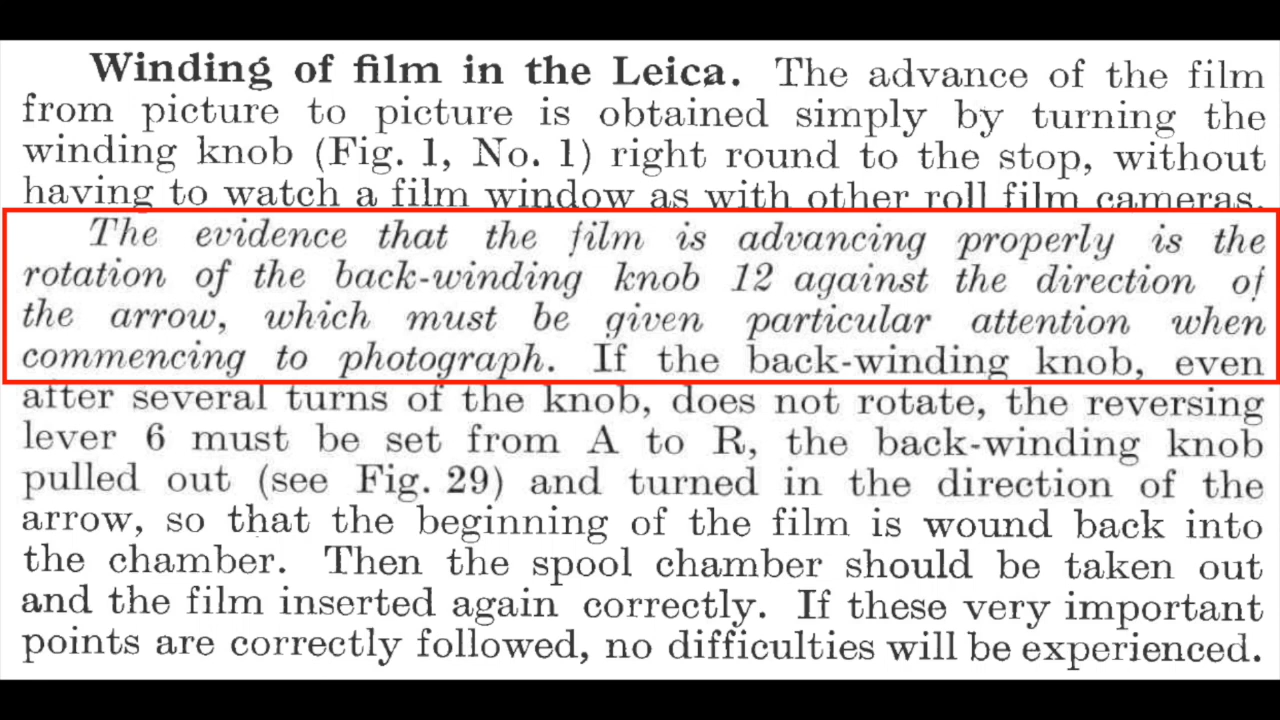 Winding of film in the Leica. The advance of the film
from picture to picture is obtained simply by turning the
winding knob (Fig. 1, No. 1) right round to the stop, without
having to watch a film window as with other roll film cameras.
The evidence that the film is advancing properly is the
rotation of the back-winding knob 12 against the direction of
the arrow, which must be given particular attention when
commencing to photograph. If the back-winding knob, even
after several turns of the knob, does not rotate, the reversing
lever 6 must be set from A to R, the back-winding knob
pulled out (see Fig. 29) and turned in the direction of the
arrow, so that the beginning of the film is wound back into
the chamber. Then the spool chamber should be taken out
and the film inserted again correctly. If these very important
points are correctly followed, no difficulties will be experienced.